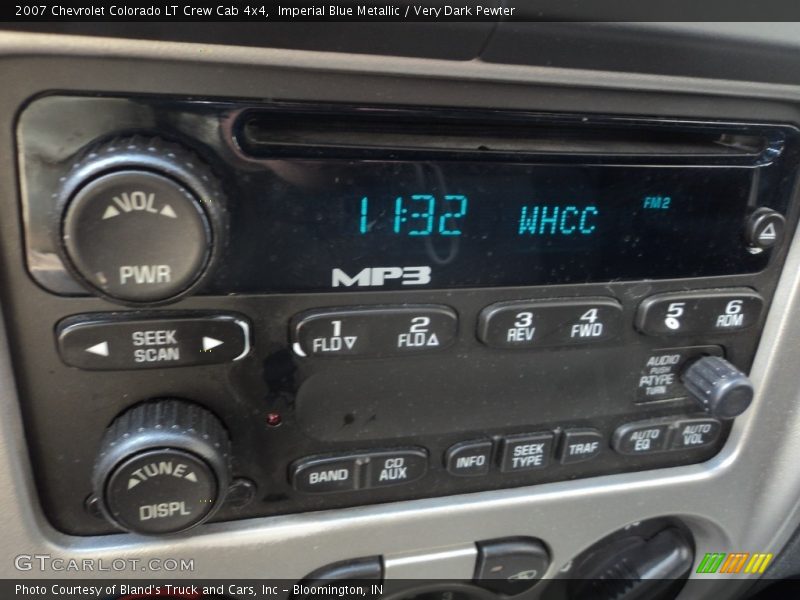 2007 Chevrolet Colorado LT Crew Cab 4x4,  Imperial Blue Metallic / Very Dark Pewter
VOL
PWR
11:32 WHCC FM2
MP3
SEEK
SCAN
1
FLD
2
FLD
3
REV
4
FWD
5
6
RDM
AUDIO
PUSH
P-TYPE
TURN
TUNE
DISPL
BAND
CD
AUX
INFO
SEEK
TYPE
TRAF
AUTO
EQ
AUTO
VOL
GTCARLOT.COM
Photo Courtesy of Bland's Truck and Cars, Inc – Bloomington, IN